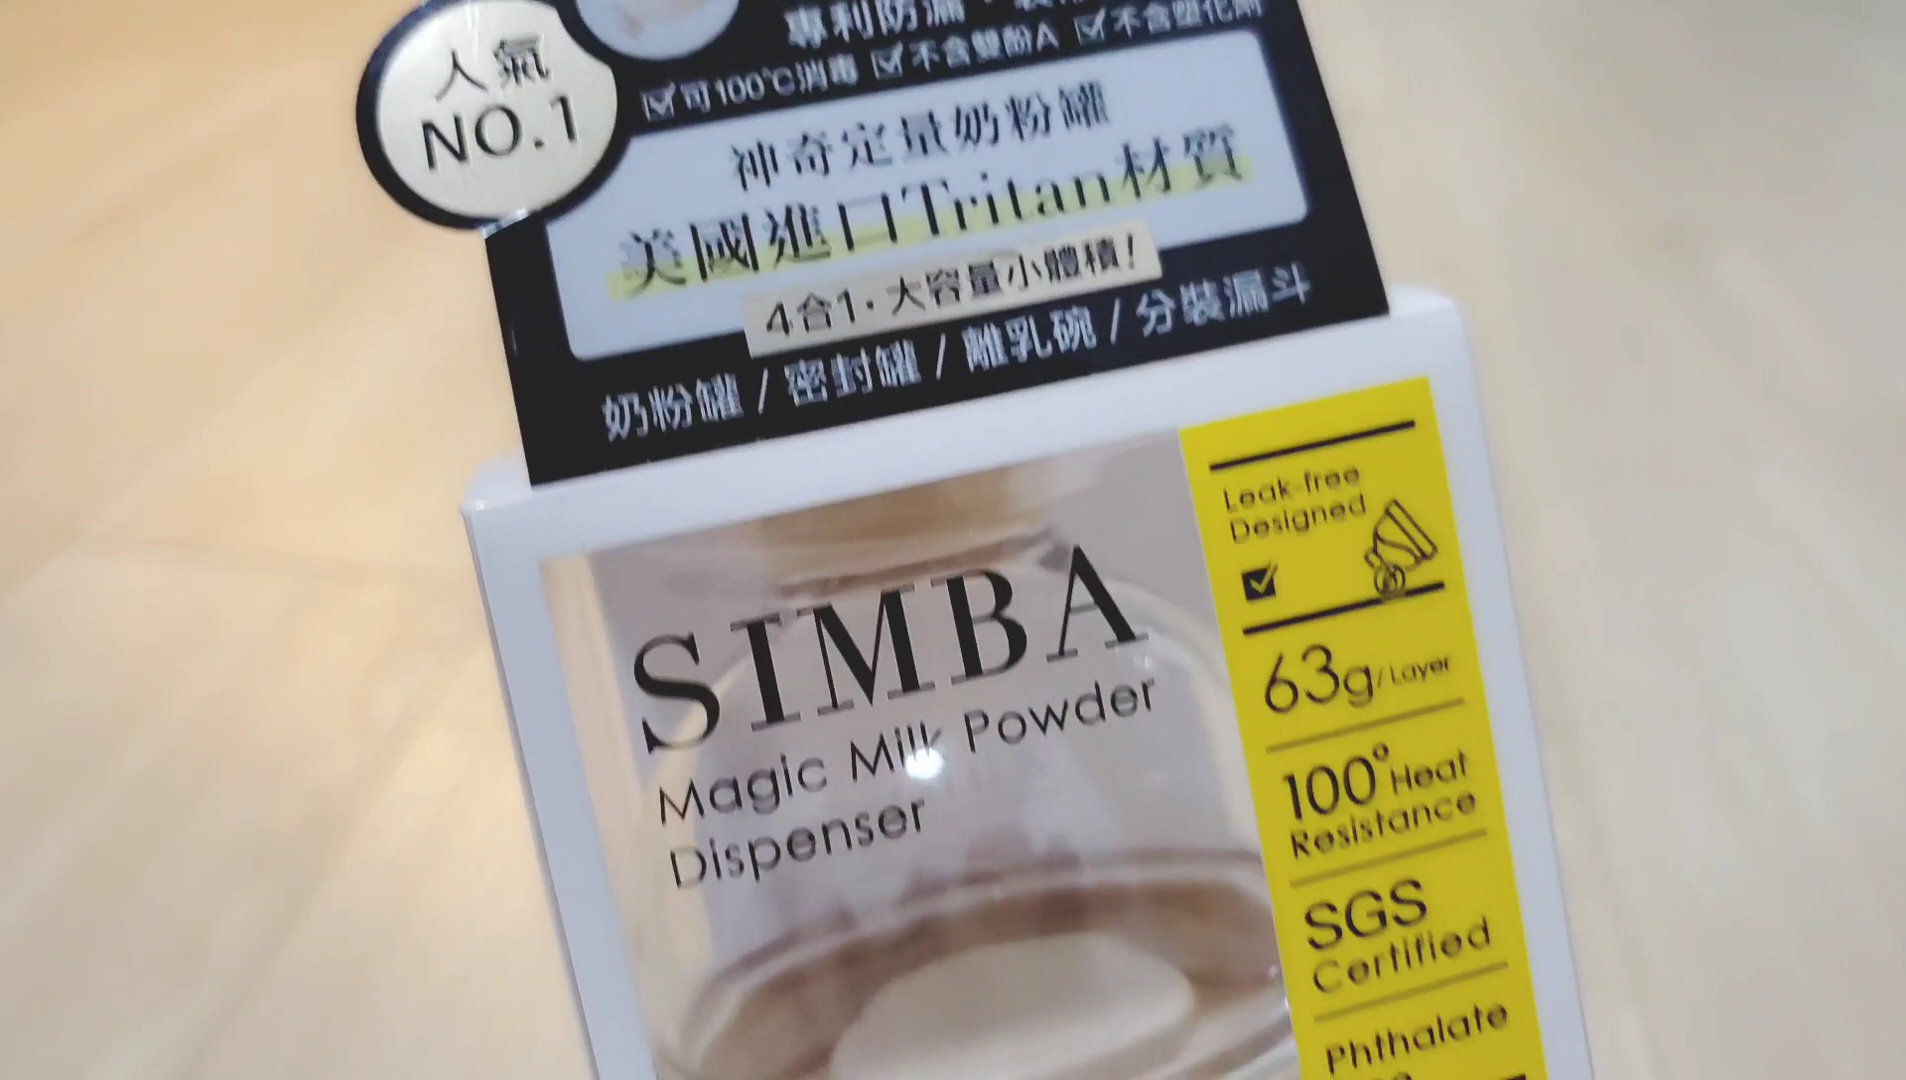 人氣
NO.1
專利防漏
可100℃消毒 不含雙酚A 不含塑化劑
神奇定量奶粉罐
美國進口Tritan材質
4合1·大容量小體積!
奶粉罐 / 密封罐 / 離乳碗 / 分裝漏斗
SIMBA
Magic Milk Powder
Dispenser
Leak-free
Designed
63g/Layer
100°Heat
Resistance
SGS
Certified
Phthalate